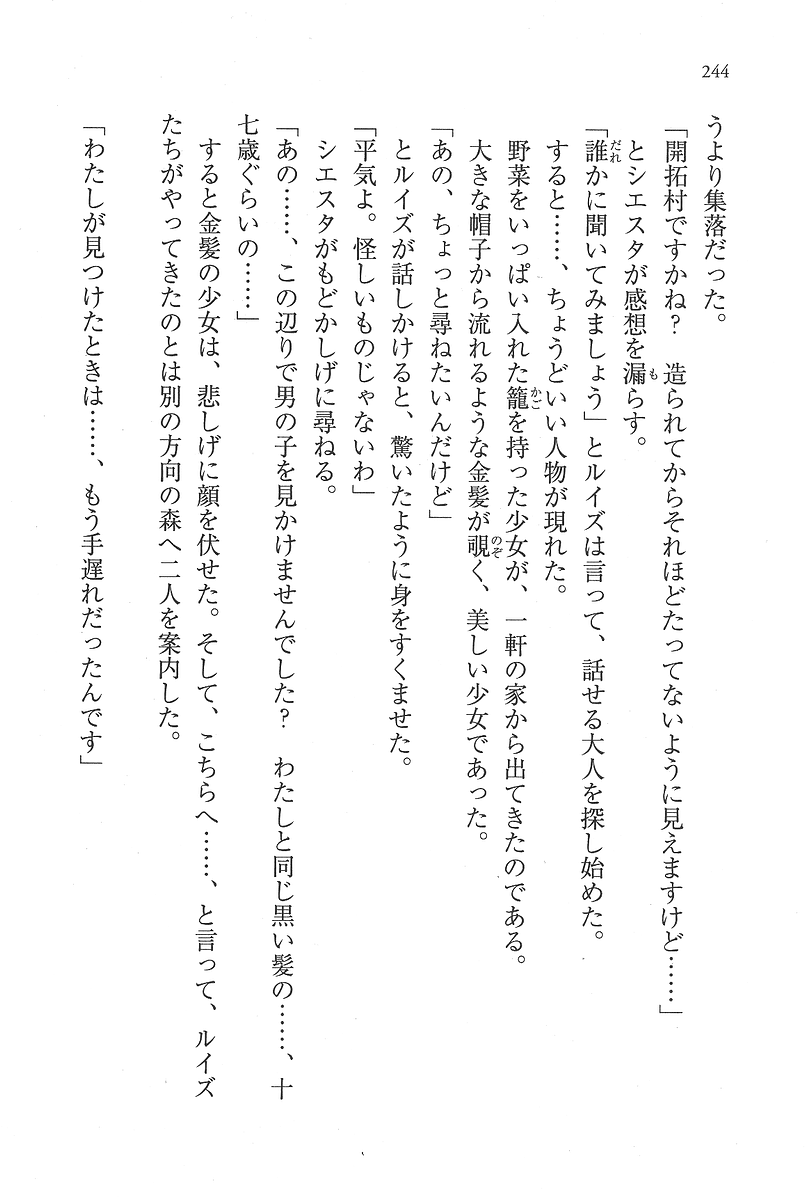 244
うより集落だった。
「開拓村ですかね？　造られてからそれほどたってないように見えますけど……」
とシエスタが感想を漏らす。
「誰かに聞いてみましょう」とルイズは言って、話せる大人を探し始めた。
すると……、ちょうどいい人物が現れた。
野菜をいっぱい入れた籠を持った少女が、一軒の家から出てきたのである。
大きな帽子から流れるような金髪が覗く、美しい少女であった。
「あの、ちょっと尋ねたいんだけど」
とルイズが話しかけると、驚いたように身をすくませた。
「平気よ。怪しいものじゃないわ」
シエスタがもどかしげに尋ねる。
「あの……、この辺りで男の子を見かけませんでした？　わたしと同じ黒い髪の……、十
七歳ぐらいの……」
すると金髪の少女は、悲しげに顔を伏せた。そして、こちらへ……、と言って、ルイズ
たちがやってきたのとは別の方向の森へ二人を案内した。
「わたしが見つけたときは……、もう手遅れだったんです」